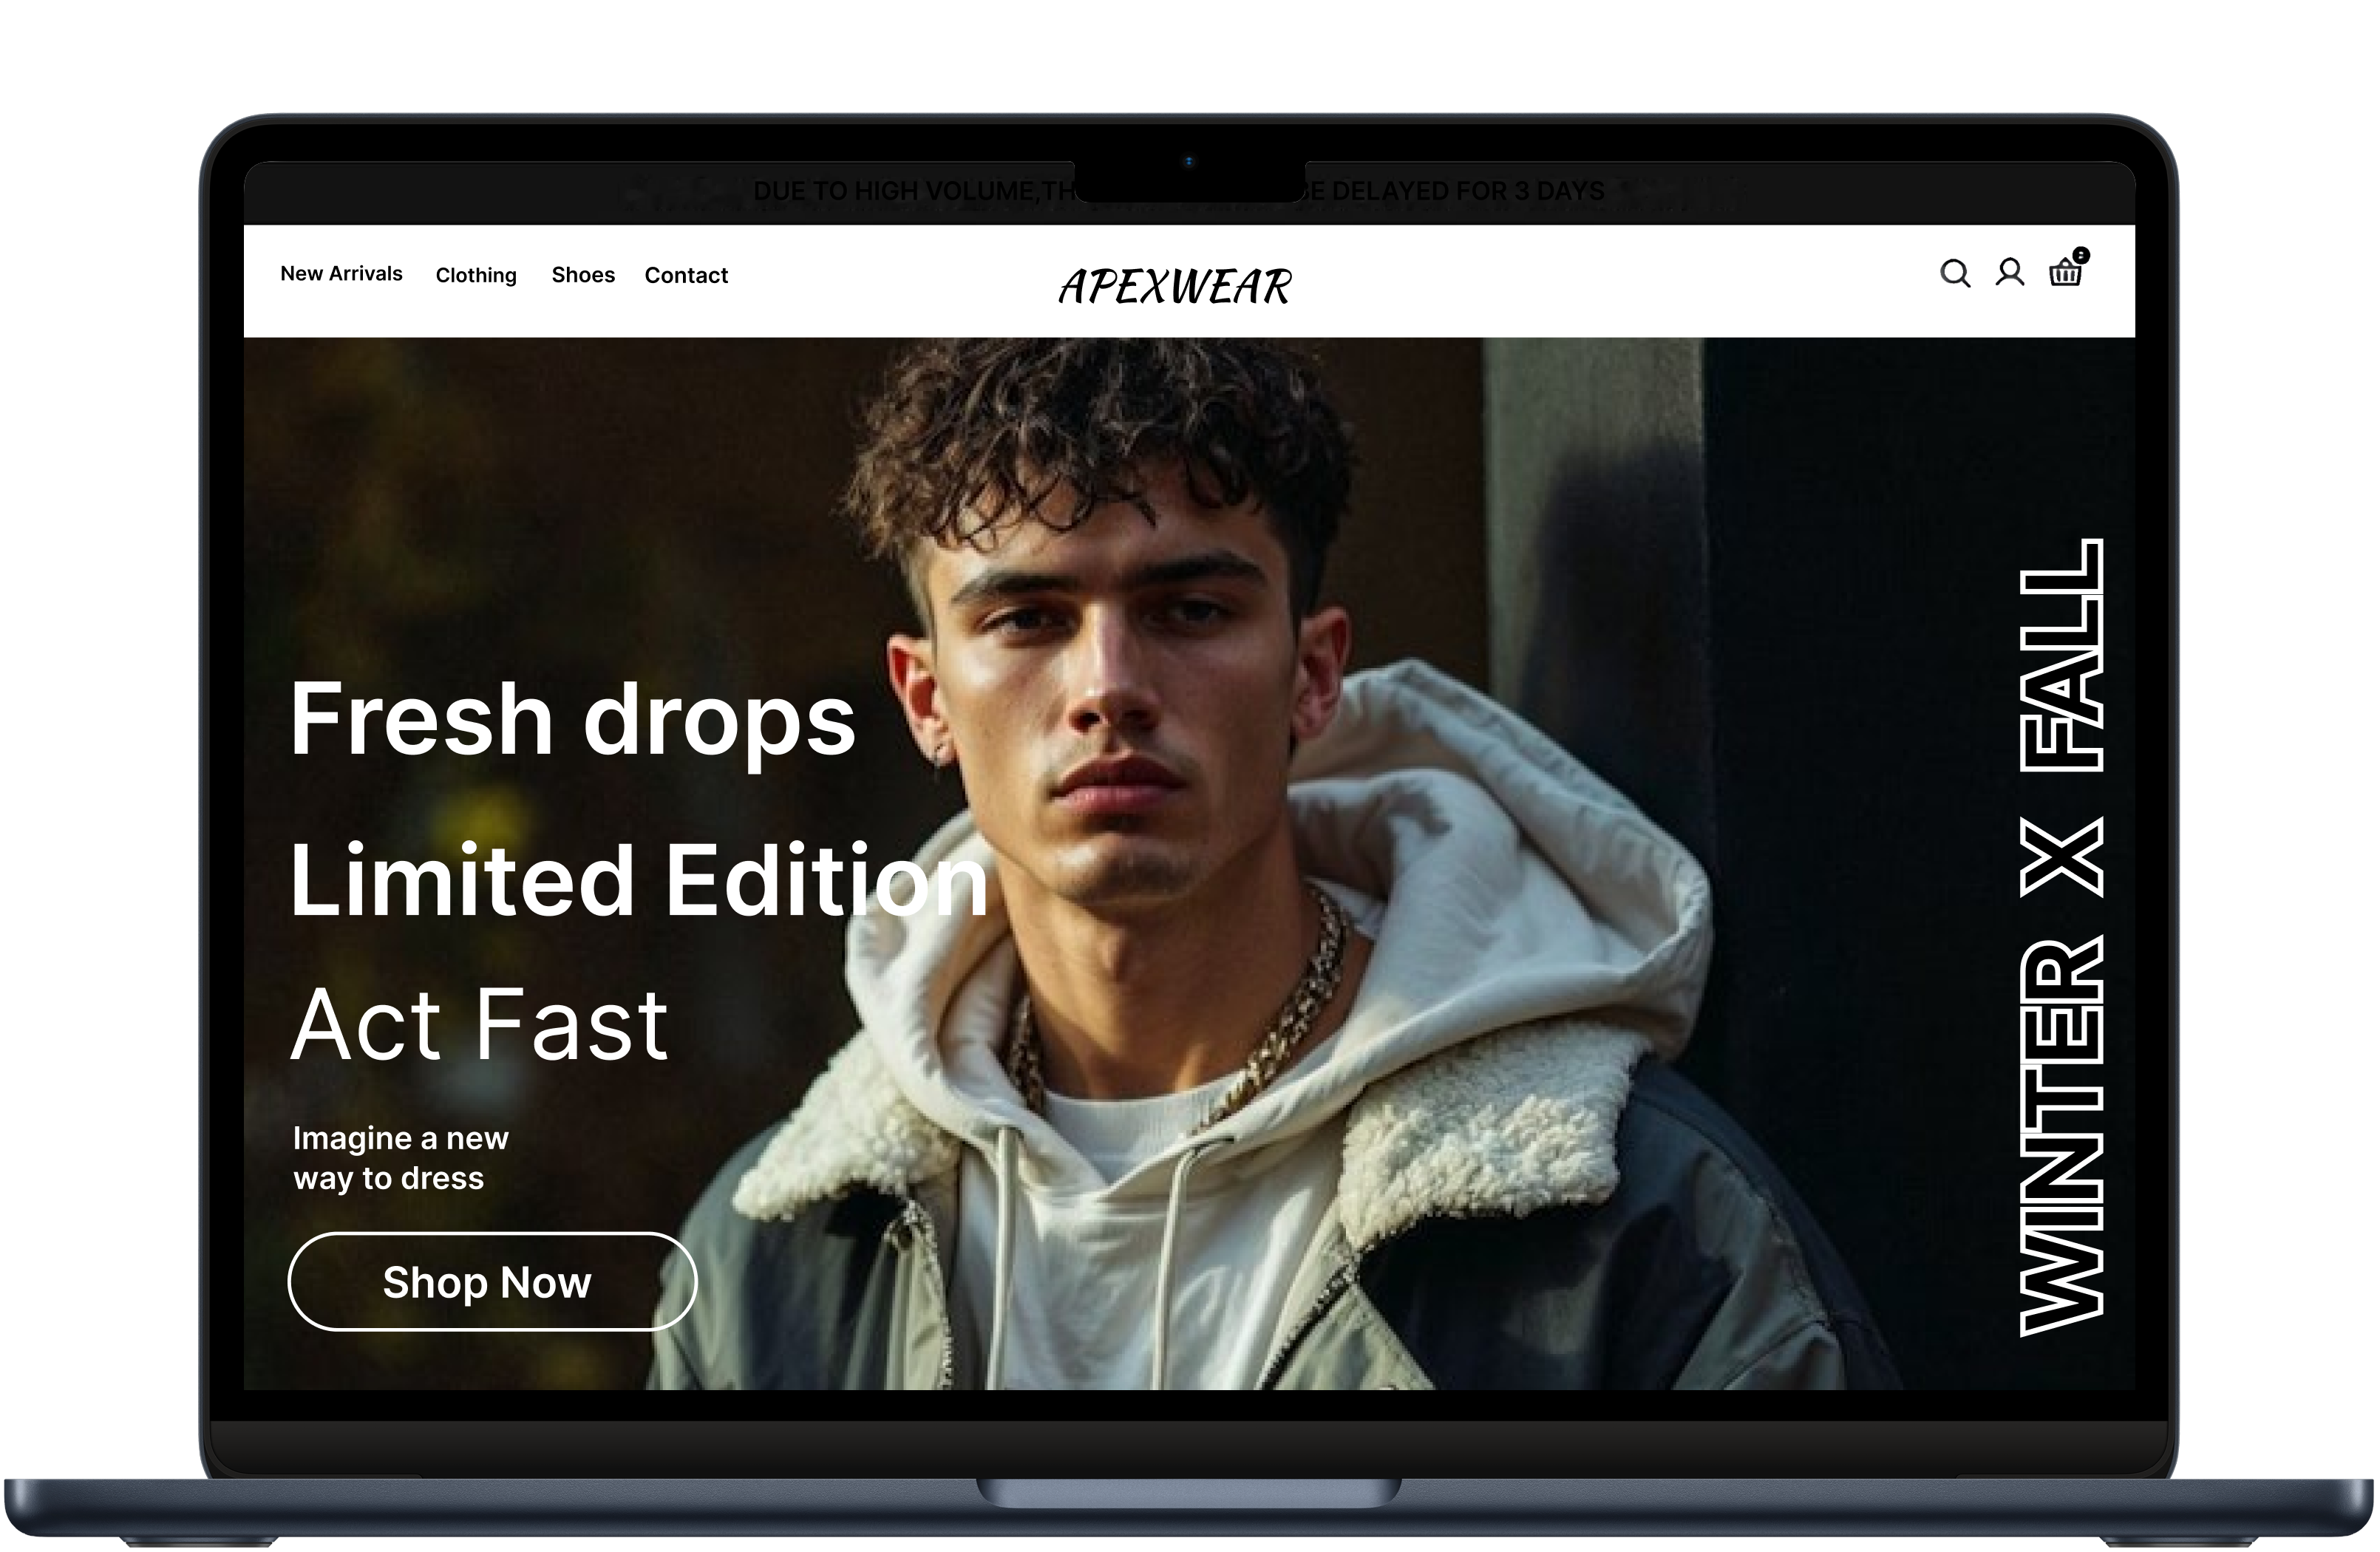 DUE TO HIGH VOLUME,TH
E DELAYED FOR 3 DAYS
New Arrivals Clothing Shoes Contact
APEXWEAR
Fresh drops
Limited Edition
Act Fast
Imagine a new
way to dress
Shop Now
WINTER X FALL